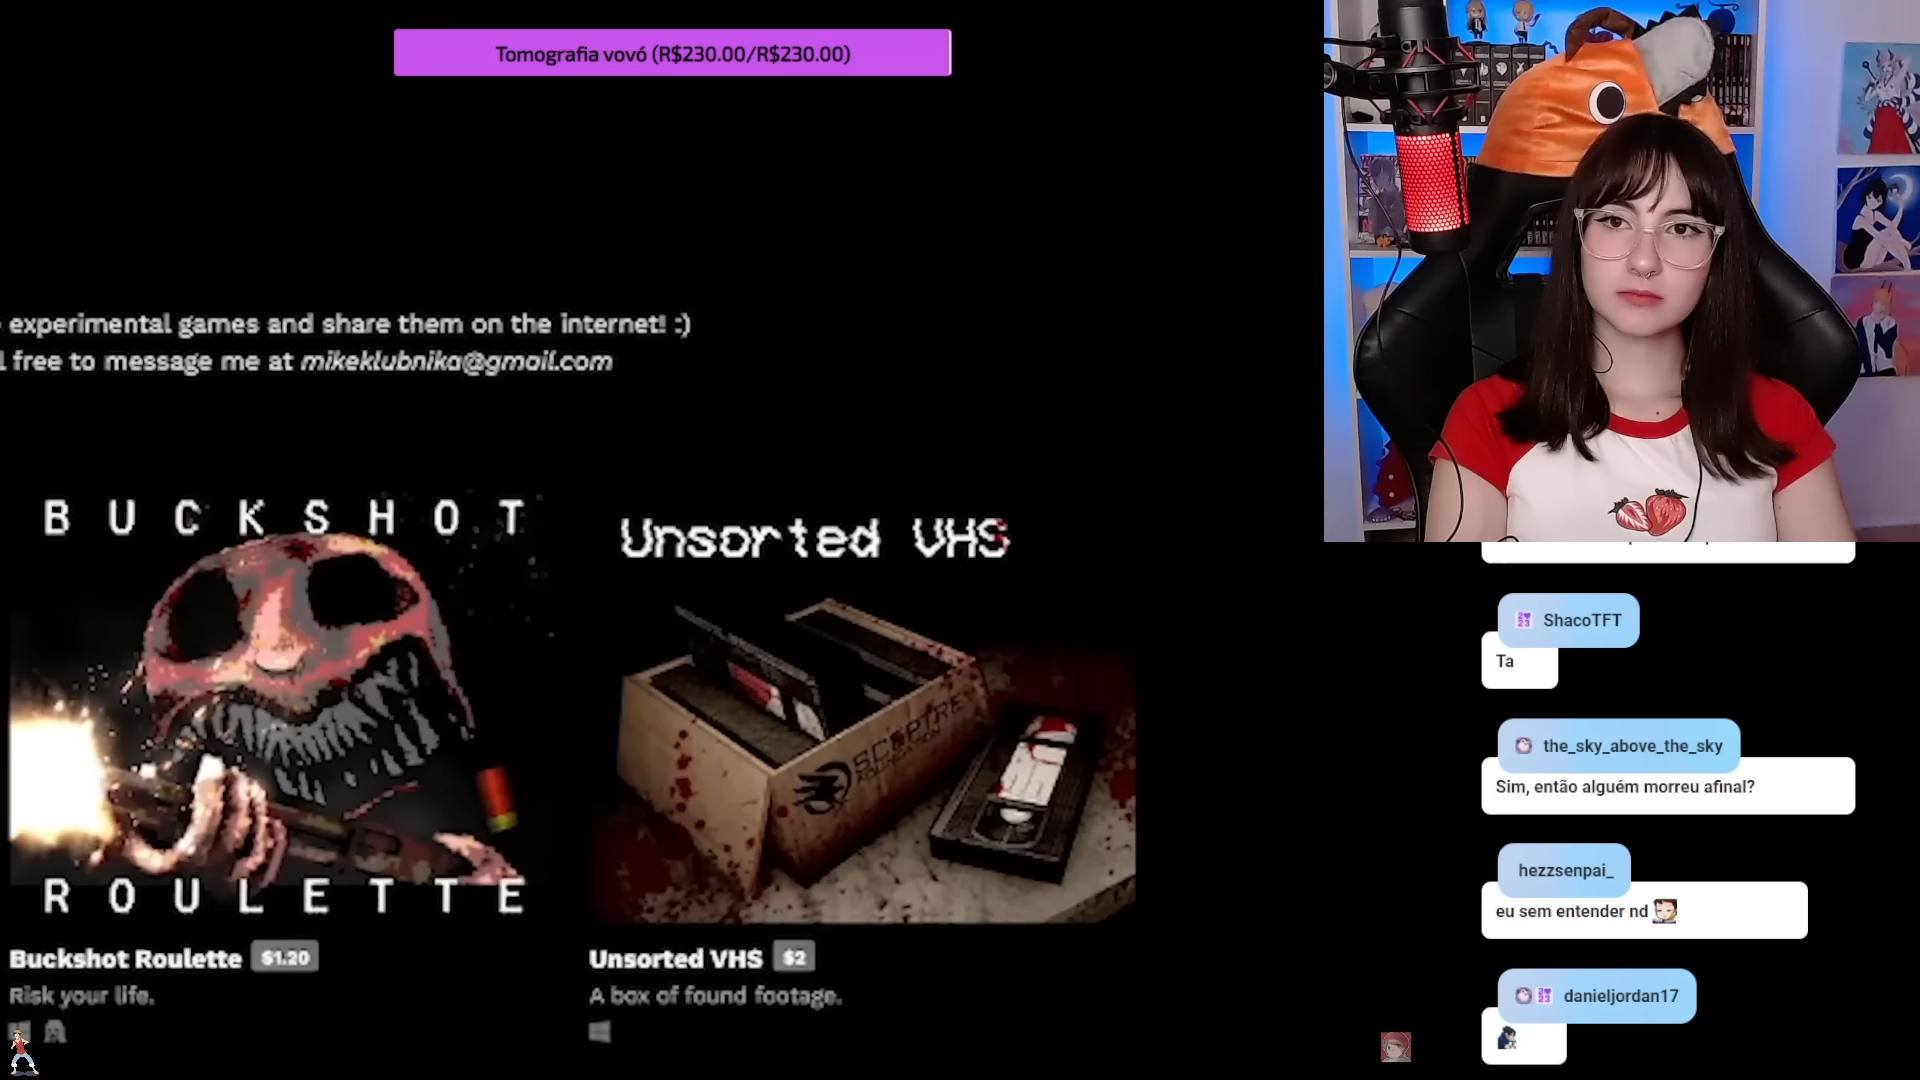 Tomografia vovó (R$230.00/R$230.00)
experimental games and share them on the internet! :)
free to message me at mikeklubnika@gmail.com
BUCKSHOT
ROULETTE
Unsorted VHS
SCEPTRE
FOUNDATION
Buckshot Roulette $1.20
Risk your life.
Unsorted VHS $2
A box of found footage.
ShacoTFT
Ta
the_sky_above_the_sky
Sim, então alguém morreu afinal?
hezzsenpai_
eu sem entender nd
danieljordan17